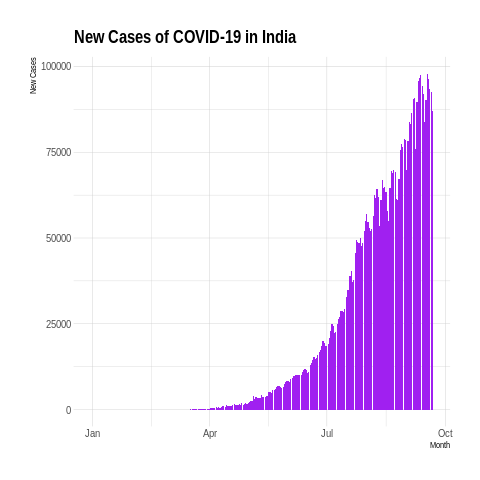 New Cases of COVID-19 in India
New Cases
100000
75000
50000
25000
0
Jan Apr Jul Oct
Month